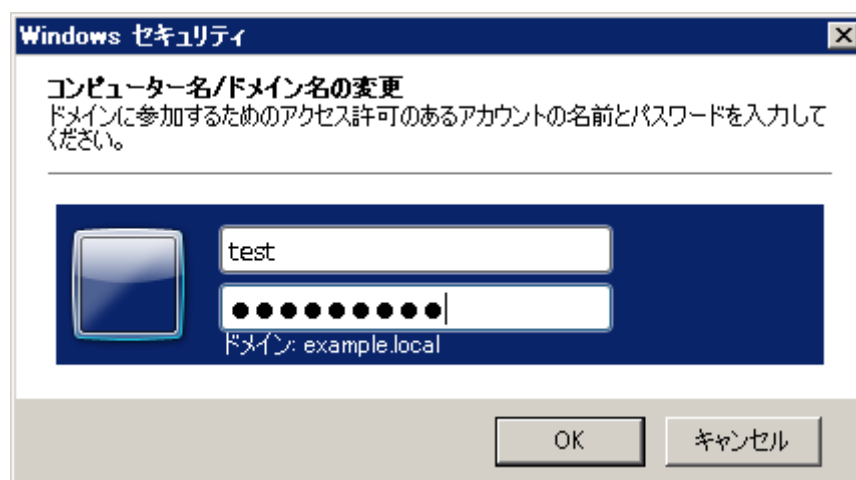 Windows セキュリティ
コンピューター名/ドメイン名の変更
ドメインに参加するためのアクセス許可のあるアカウントの名前とパスワードを入力して
ください。
test
●●●●●●●●●
ドメイン: example.local
OK
キャンセル